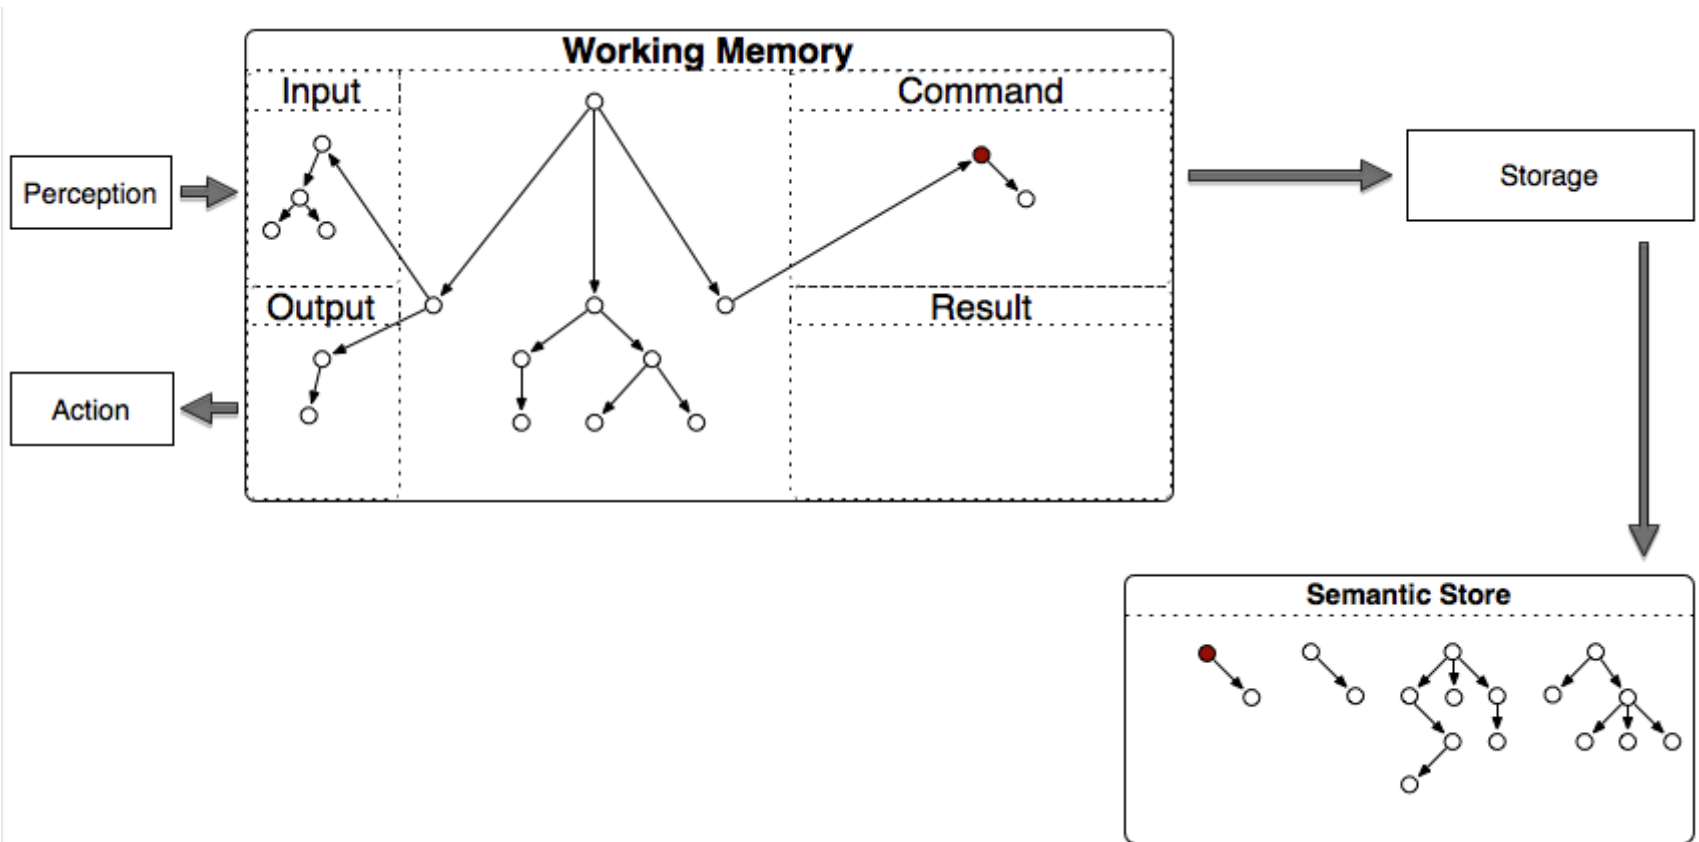 Working Memory
Input
Command
Perception
Storage
Output
Result
Action
Semantic Store